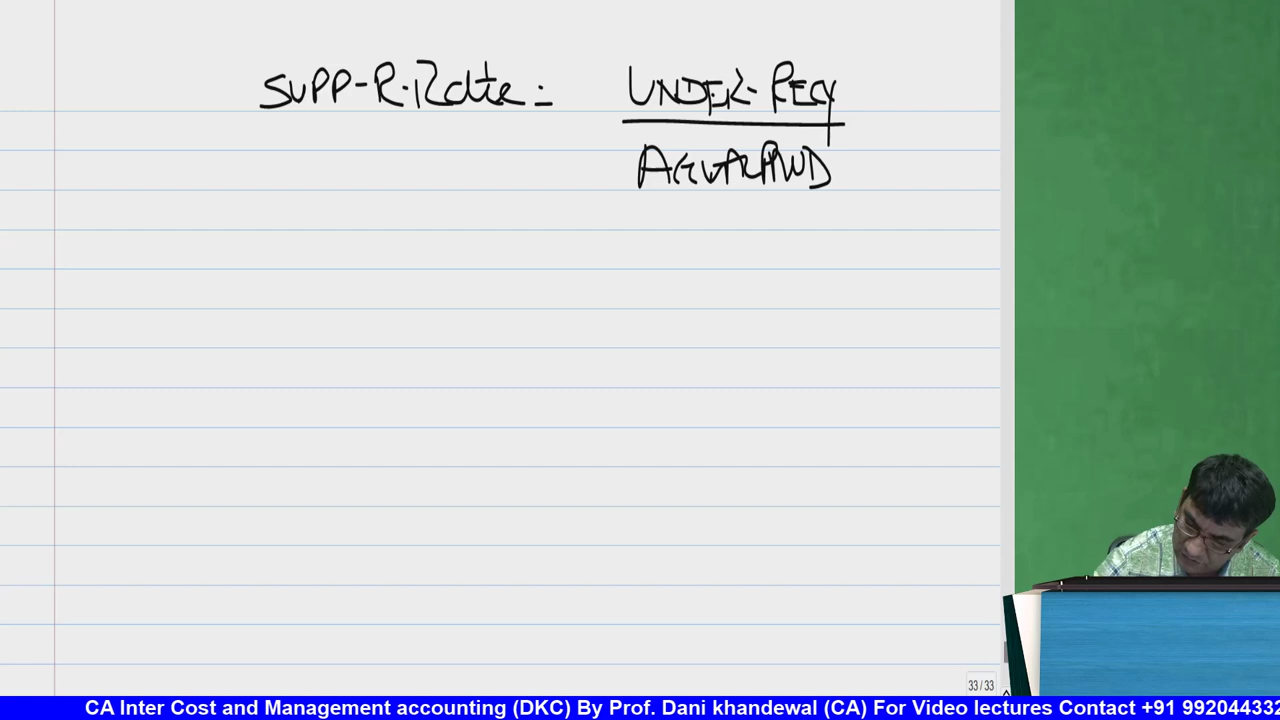 SUPP-R.Rate = UNDER-RECY
33 / 33
CA Inter Cost and Management accounting (DKC) By Prof. Dani khandewal (CA) For Video lectures Contact +91 992044332